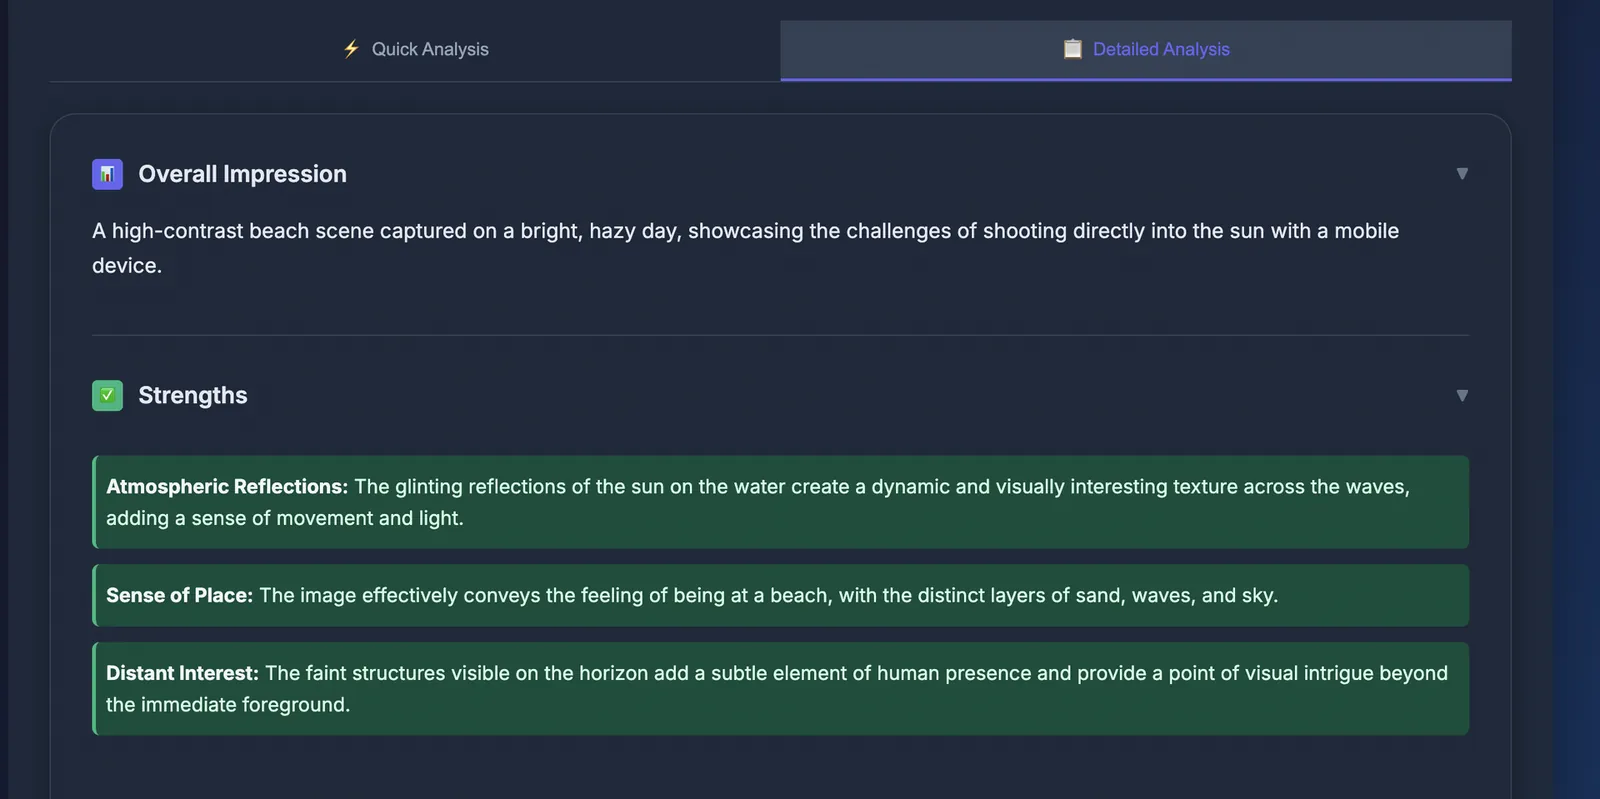 Quick Analysis
Detailed Analysis
Overall Impression
A high-contrast beach scene captured on a bright, hazy day, showcasing the challenges of shooting directly into the sun with a mobile
device.
Strengths
Atmospheric Reflections: The glinting reflections of the sun on the water create a dynamic and visually interesting texture across the waves,
adding a sense of movement and light.
Sense of Place: The image effectively conveys the feeling of being at a beach, with the distinct layers of sand, waves, and sky.
Distant Interest: The faint structures visible on the horizon add a subtle element of human presence and provide a point of visual intrigue beyond
the immediate foreground.